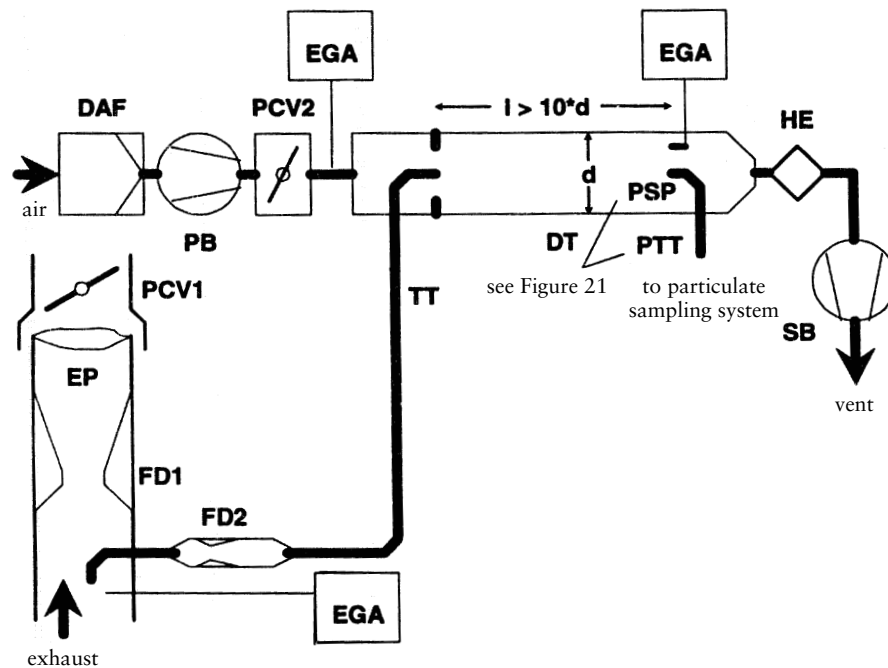 EGA
EGA
DAF
PCV2
l > 10*d
HE
air
PB
d
PSP
DT
PTT
PCV1
TT
see Figure 21
to particulate
sampling system
SB
EP
vent
FD1
FD2
EGA
exhaust